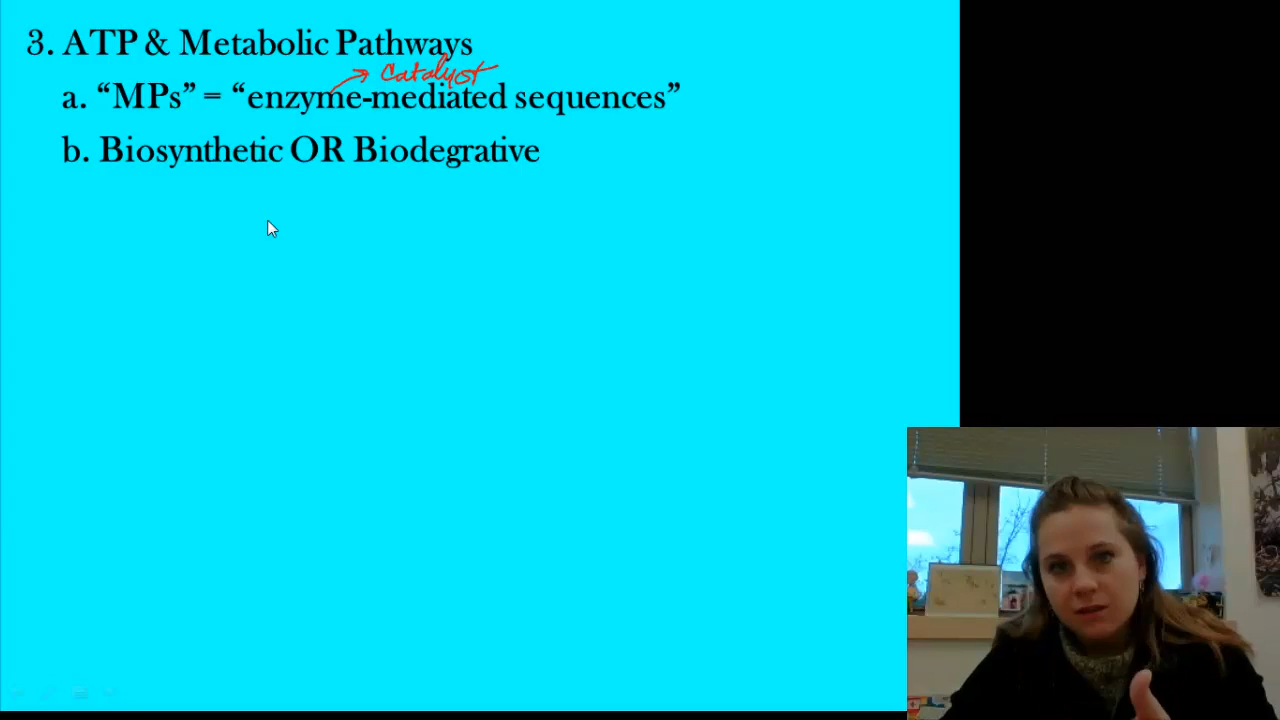 3. ATP & Metabolic Pathways
catalyst
a. “MPs” = “enzyme-mediated sequences”
b. Biosynthetic OR Biodegrative